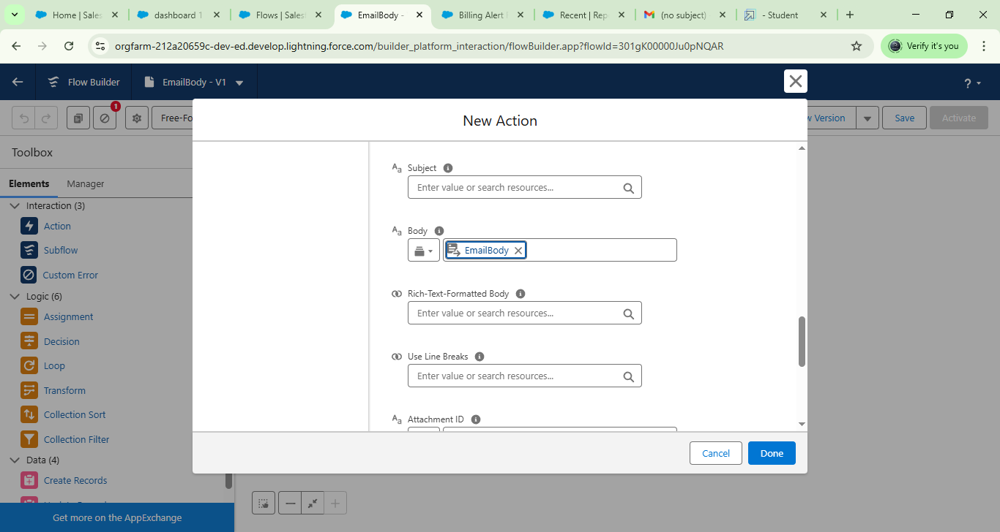 Home | Sales
dashboard 1
Flows | Sales
EmailBody -
Billing Alert
Recent | Rep
(no subject)
- Student
orgfarm-212a20659c-dev-ed.develop.lightning.force.com/builder_platform_interaction/flowBuilder.app?flowId=301gK00000Ju0pNQAR
Verify it's you
Flow Builder
EmailBody - V1
?
1
Free-Fo
New Action
w Version
Save
Activate
Toolbox
Elements
Manager
Interaction (3)
Action
Subflow
Custom Error
Logic (6)
Assignment
Decision
Loop
Transform
Collection Sort
Collection Filter
Data (4)
Create Records
Get more on the AppExchange
Aa Subject
Enter value or search resources...
Aa Body
EmailBody
Rich-Text-Formatted Body
Enter value or search resources...
Use Line Breaks
Enter value or search resources...
Aa Attachment ID
Cancel
Done